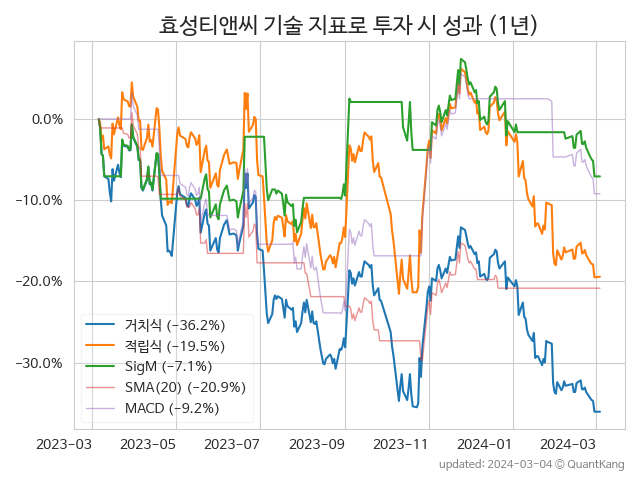 효성티앤씨 기술 지표로 투자 시 성과 (1년)
0.0%
−10.0%
−20.0%
−30.0%
거치식 (−36.2%)
적립식 (−19.5%)
SigM (−7.1%)
SMA(20) (−20.9%)
MACD (−9.2%)
2023−03 2023−05 2023−07 2023−09 2023−11 2024−01 2024−03
updated: 2024−03−04 © QuantKang